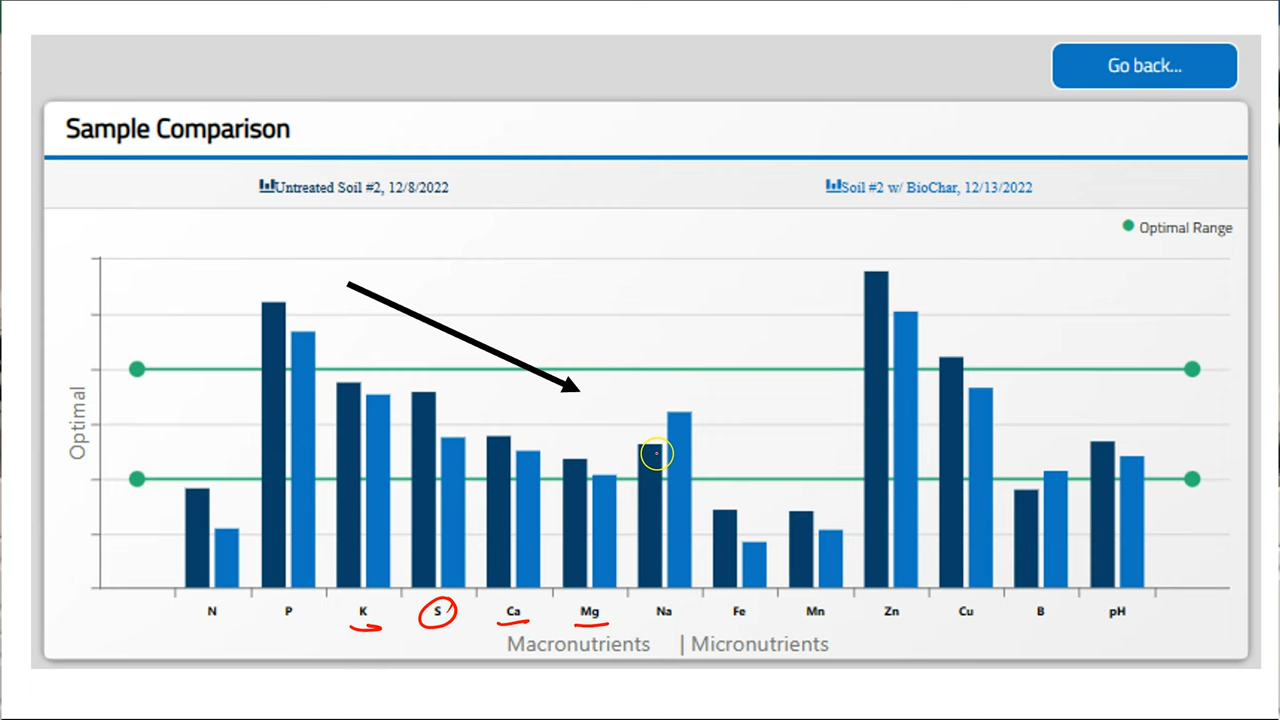 Go back...
Sample Comparison
Untreated Soil #2, 12/8/2022
Soil #2 w/ BioChar, 12/13/2022
Optimal Range
Optimal
N P K S Ca Mg Na Fe Mn Zn Cu B pH
Macronutrients | Micronutrients